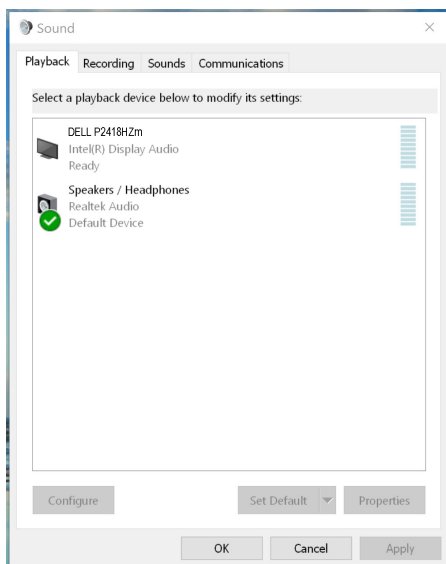 Sound
Playback Recording Sounds Communications
Select a playback device below to modify its settings:
DELL P2418HZm
Intel(R) Display Audio
Ready
Speakers / Headphones
Realtek Audio
Default Device
Configure Set Default Properties
OK Cancel Apply